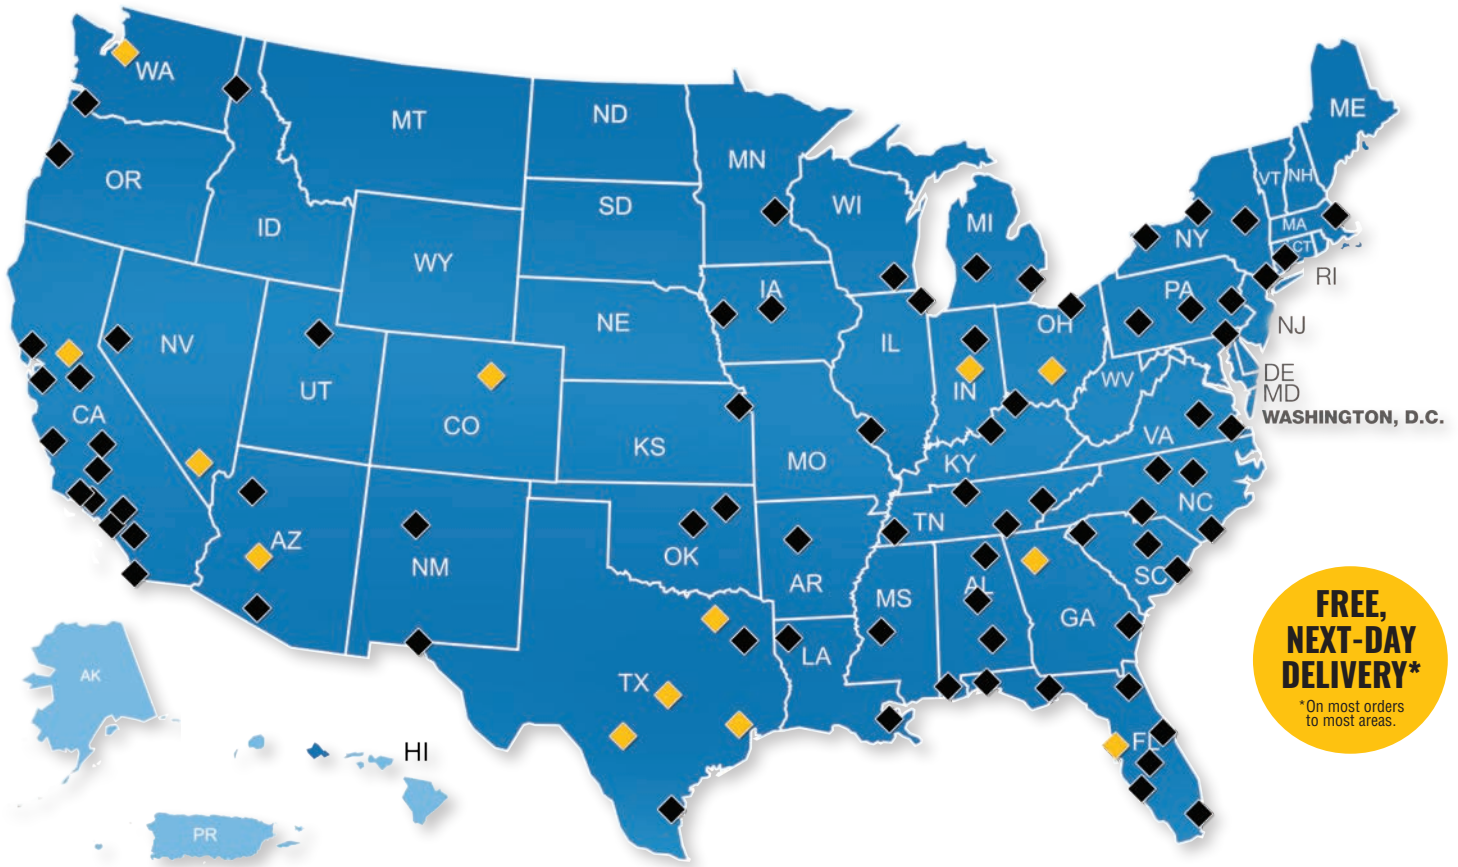 WA
MT
ND
MN
ME
OR
ID
SD
WI
MI
VT
NH
WY
NY
MA
CT
RI
IA
PA
NE
NV
OH
NJ
IL
UT
IN
WV
DE
MD
WASHINGTON, D.C.
CA
CO
KS
MO
KY
VA
NC
TN
AZ
NM
OK
AR
MS
AL
SC
GA
LA
TX
FL
AK
HI
PR
FREE,
NEXT-DAY
DELIVERY*
*On most orders
to most areas.